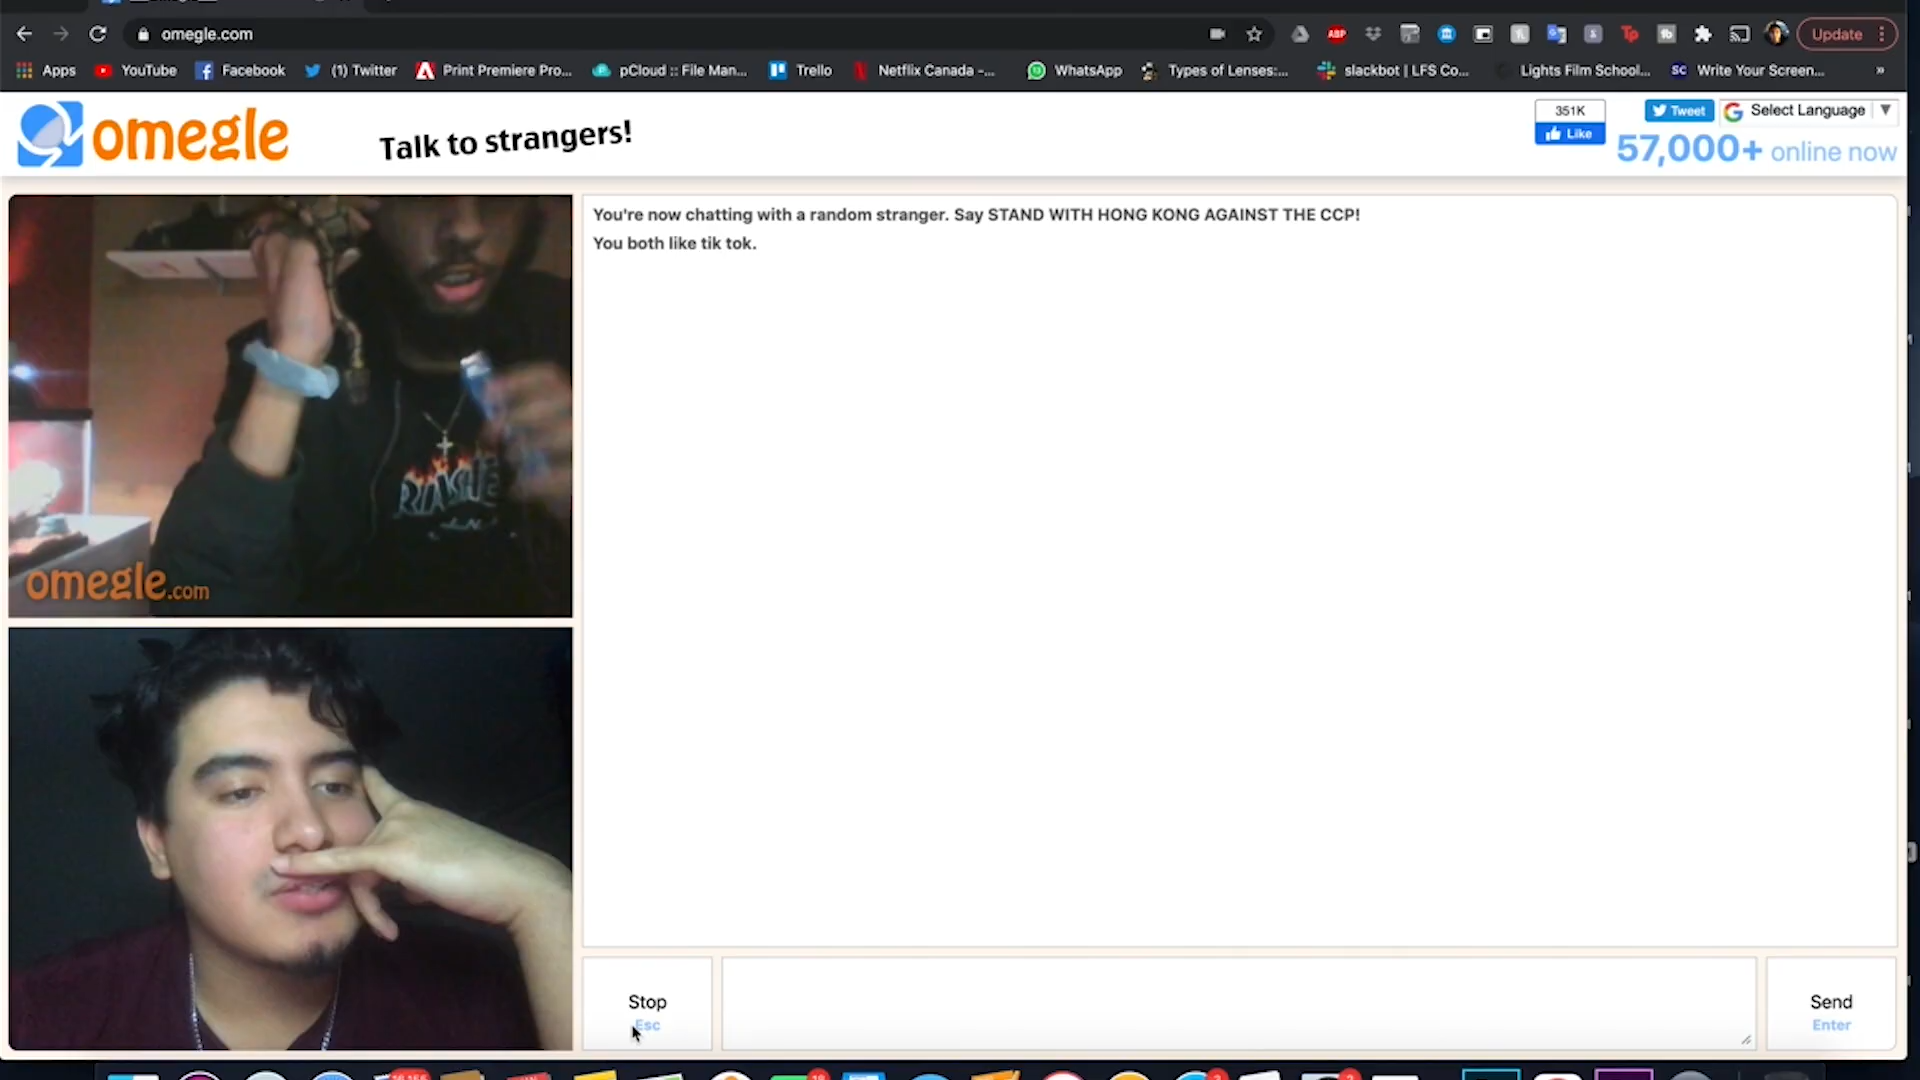 omegle.com
Update
Apps
YouTube
Facebook
(1) Twitter
Print Premiere Pro...
pCloud :: File Man...
Trello
Netflix Canada -...
WhatsApp
Types of Lenses:...
slackbot | LFS Co...
Lights Film School...
SC Write Your Screen...
»
omegle
Talk to strangers!
351K
Like
Tweet
Select Language
57,000+ online now
You're now chatting with a random stranger. Say STAND WITH HONG KONG AGAINST THE CCP!
You both like tik tok.
omegle.com
Stop
Esc
Send
Enter